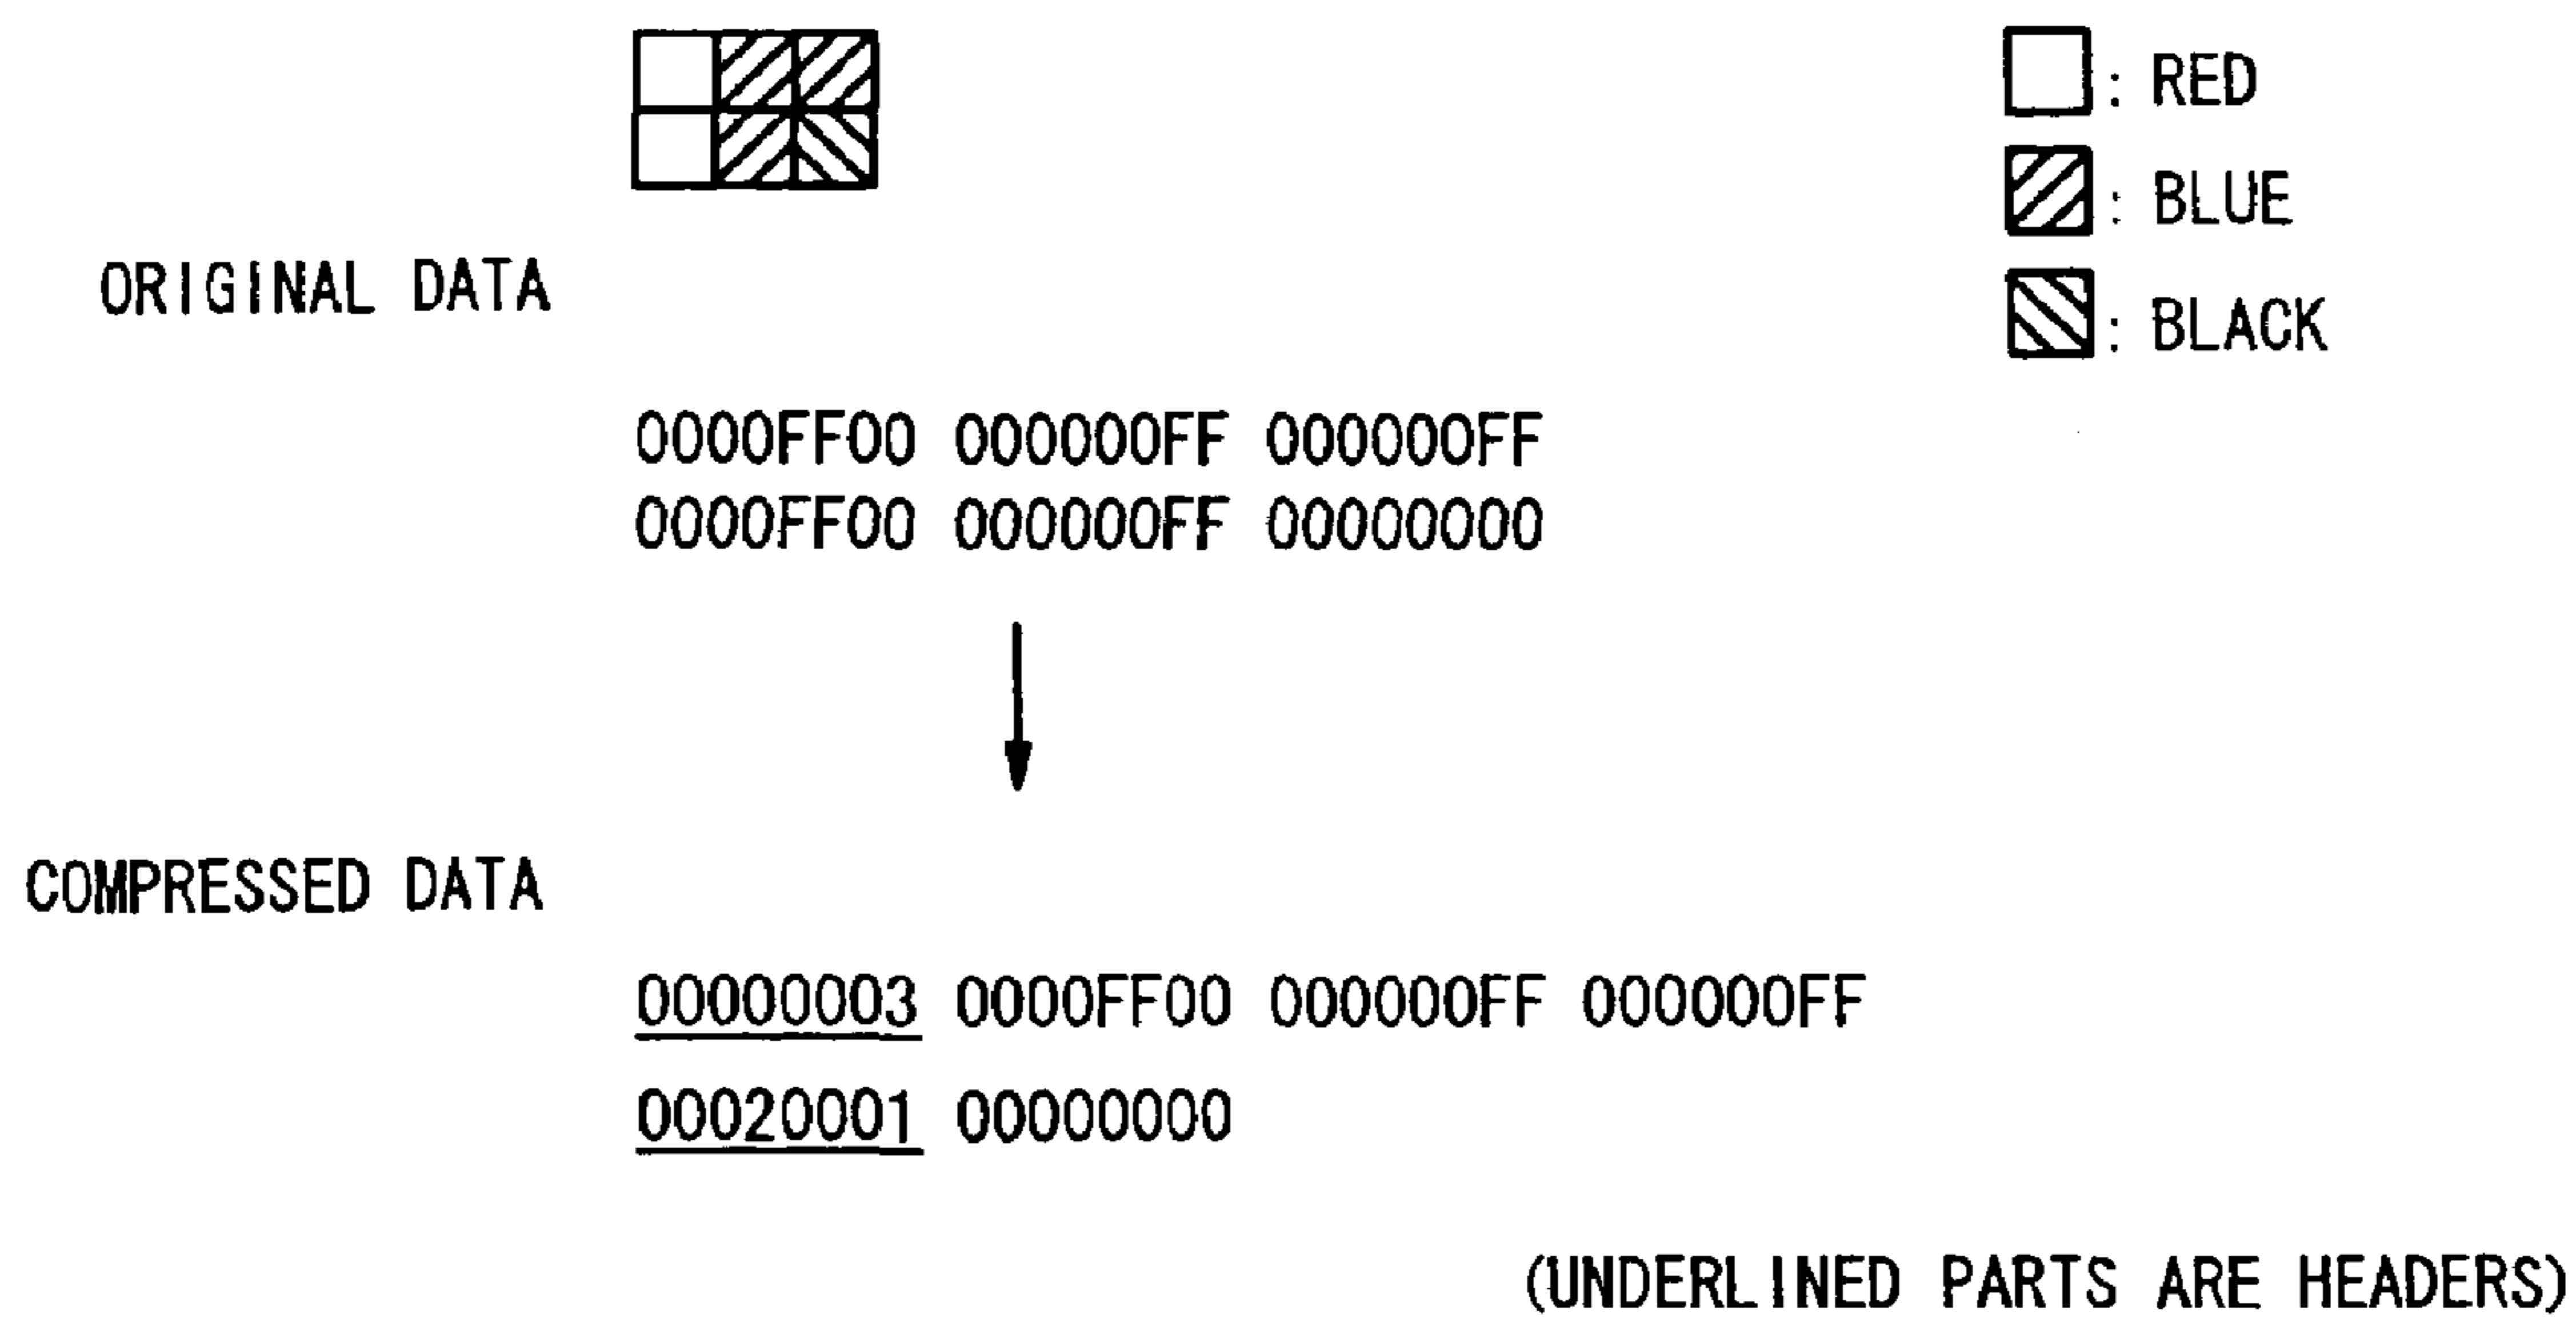 : RED
: BLUE
ORIGINAL DATA
: BLACK
0000FF00 000000FF 000000FF
0000FF00 000000FF 00000000
COMPRESSED DATA
00000003 0000FF00 000000FF 000000FF
00020001 00000000
(UNDERLINED PARTS ARE HEADERS)